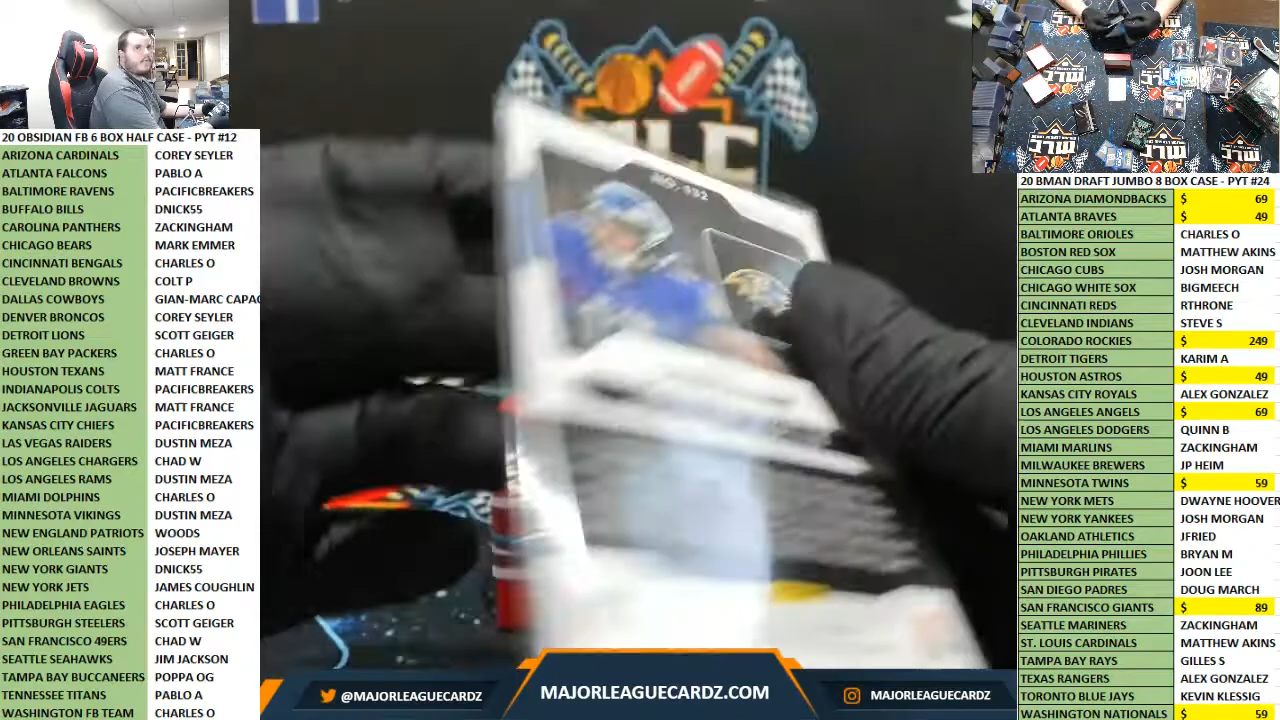 20 OBSIDIAN FB 6 BOX HALF CASE - PYT #12
ARIZONA CARDINALS COREY SEYLER
ATLANTA FALCONS PABLO A
BALTIMORE RAVENS PACIFICBREAKERS
BUFFALO BILLS DNICK55
CAROLINA PANTHERS ZACKINGHAM
CHICAGO BEARS MARK EMMER
CINCINNATI BENGALS CHARLES O
CLEVELAND BROWNS COLT P
DALLAS COWBOYS GIAN-MARC CAPAC
DENVER BRONCOS COREY SEYLER
DETROIT LIONS SCOTT GEIGER
GREEN BAY PACKERS CHARLES O
HOUSTON TEXANS MATT FRANCE
INDIANAPOLIS COLTS PACIFICBREAKERS
JACKSONVILLE JAGUARS MATT FRANCE
KANSAS CITY CHIEFS PACIFICBREAKERS
LAS VEGAS RAIDERS DUSTIN MEZA
LOS ANGELES CHARGERS CHAD W
LOS ANGELES RAMS DUSTIN MEZA
MIAMI DOLPHINS CHARLES O
MINNESOTA VIKINGS DUSTIN MEZA
NEW ENGLAND PATRIOTS WOODS
NEW ORLEANS SAINTS JOSEPH MAYER
NEW YORK GIANTS DNICK55
NEW YORK JETS JAMES COUGHLIN
PHILADELPHIA EAGLES CHARLES O
PITTSBURGH STEELERS SCOTT GEIGER
SAN FRANCISCO 49ERS CHAD W
SEATTLE SEAHAWKS JIM JACKSON
TAMPA BAY BUCCANEERS POPPA OG
TENNESSEE TITANS PABLO A
WASHINGTON FB TEAM CHARLES O
MLC
@MAJORLEAGUECARDZ
MAJORLEAGUECARDZ.COM
MAJORLEAGUECARDZ
20 BMAN DRAFT JUMBO 8 BOX CASE - PYT #24
ARIZONA DIAMONDBACKS $ 69
ATLANTA BRAVES $ 49
BALTIMORE ORIOLES CHARLES O
BOSTON RED SOX MATTHEW AKINS
CHICAGO CUBS JOSH MORGAN
CHICAGO WHITE SOX BIGMEECH
CINCINNATI REDS RTHRONE
CLEVELAND INDIANS STEVE S
COLORADO ROCKIES $ 249
DETROIT TIGERS KARIM A
HOUSTON ASTROS $ 49
KANSAS CITY ROYALS ALEX GONZALEZ
LOS ANGELES ANGELS $ 69
LOS ANGELES DODGERS QUINN B
MIAMI MARLINS ZACKINGHAM
MILWAUKEE BREWERS JP HEIM
MINNESOTA TWINS $ 59
NEW YORK METS DWAYNE HOOVER
NEW YORK YANKEES JOSH MORGAN
OAKLAND ATHLETICS JFRIED
PHILADELPHIA PHILLIES BRYAN M
PITTSBURGH PIRATES JOON LEE
SAN DIEGO PADRES DOUG MARCH
SAN FRANCISCO GIANTS $ 89
SEATTLE MARINERS ZACKINGHAM
ST. LOUIS CARDINALS MATTHEW AKINS
TAMPA BAY RAYS GILLES S
TEXAS RANGERS ALEX GONZALEZ
TORONTO BLUE JAYS KEVIN KLESSIG
WASHINGTON NATIONALS $ 59